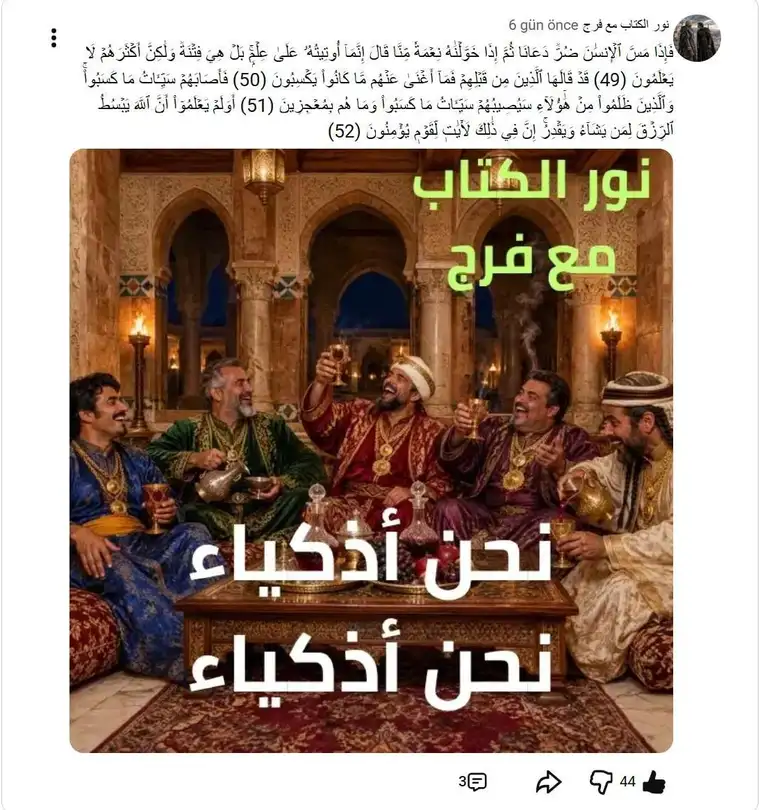 نور الكتاب مع فرج 6 gün önce
فَإِذَا مَسَّ ٱلۡإِنسَٰنَ ضُرّٞ دَعَانَا ثُمَّ إِذَا خَوَّلۡنَٰهُ نِعۡمَةٗ مِّنَّا قَالَ إِنَّمَآ أُوتِيتُهُۥ عَلَىٰ عِلۡمِۭۚ بَلۡ هِيَ فِتۡنَةٞ وَلَٰكِنَّ أَكۡثَرَهُمۡ لَا
يَعۡلَمُونَ (49) قَدۡ قَالَهَا ٱلَّذِينَ مِن قَبۡلِهِمۡ فَمَآ أَغۡنَىٰ عَنۡهُم مَّا كَانُواْ يَكۡسِبُونَ (50) فَأَصَابَهُمۡ سَيِّـَٔاتُ مَا كَسَبُواْۚ
وَٱلَّذِينَ ظَلَمُواْ مِنۡ هَٰٓؤُلَآءِ سَيُصِيبُهُمۡ سَيِّـَٔاتُ مَا كَسَبُواْ وَمَا هُم بِمُعۡجِزِينَ (51) أَوَلَمۡ يَعۡلَمُوٓاْ أَنَّ ٱللَّهَ يَبۡسُطُ
ٱلرِّزۡقَ لِمَن يَشَآءُ وَيَقۡدِرُۚ إِنَّ فِي ذَٰلِكَ لَأٓيَٰتٖ لِّقَوۡمٖ يُؤۡمِنُونَ (52)
نور الكتاب
مع فرج
نحن أذكياء
نحن أذكياء
3 44